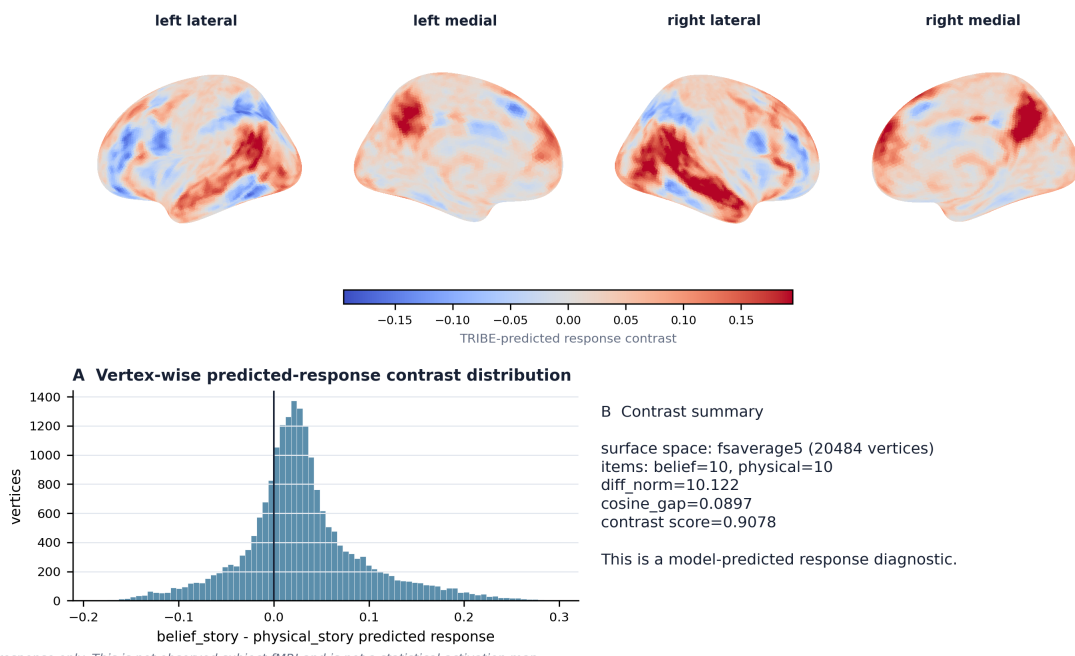 left lateral
left medial
right lateral
right medial
−0.15 −0.10 −0.05 0.00 0.05 0.10 0.15
TRIBE-predicted response contrast
A Vertex-wise predicted-response contrast distribution
1400
1200
1000
800
600
400
200
0
vertices
−0.2 −0.1 0.0 0.1 0.2 0.3
belief_story - physical_story predicted response
B Contrast summary
surface space: fsaverage5 (20484 vertices)
items: belief=10, physical=10
diff_norm=10.122
cosine_gap=0.0897
contrast score=0.9078
This is a model-predicted response diagnostic.